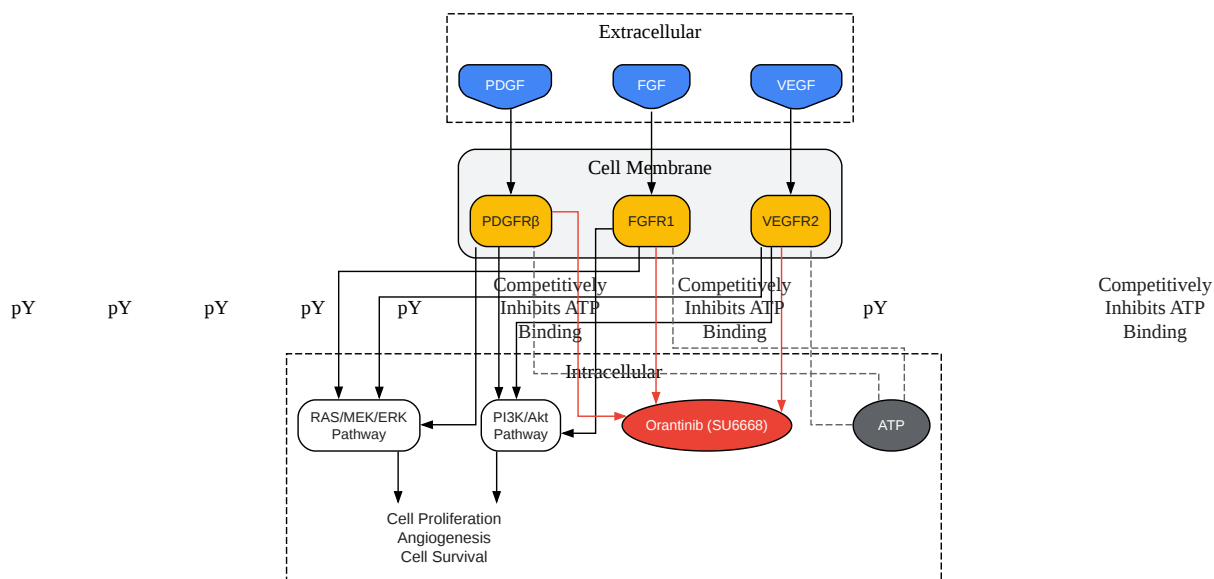 Extracellular
PDGF
FGF
VEGF
Cell Membrane
PDGFRβ
FGFR1
VEGFR2
pY
pY
pY
pY
pY
Competitively
Inhibits ATP
Binding
Competitively
Inhibits ATP
Binding
pY
Competitively
Inhibits ATP
Binding
Intracellular
RAS/MEK/ERK
Pathway
PI3K/Akt
Pathway
Orantinib (SU6668)
ATP
Cell Proliferation
Angiogenesis
Cell Survival